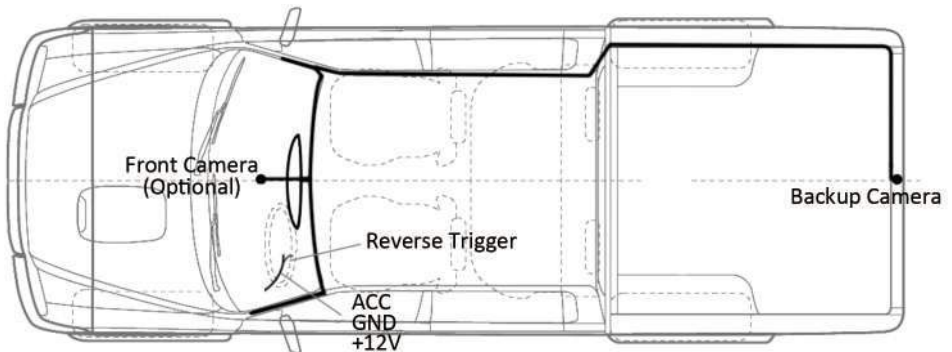 Front Camera
(Optional)
Backup Camera
Reverse Trigger
ACC
GND
+12V